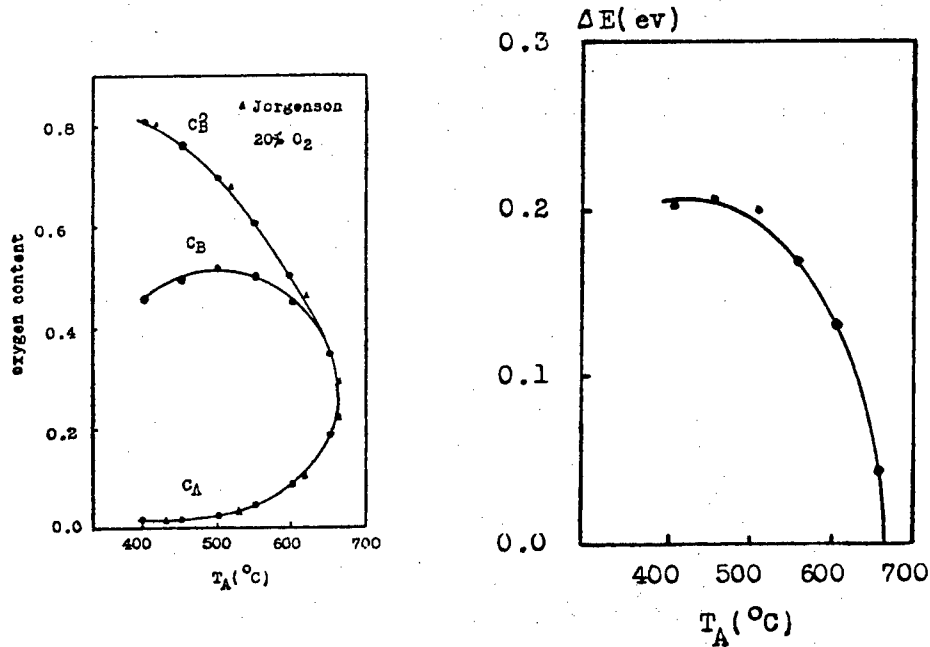 ▲ Jorgenson
20% O₂
C_B^0
C_B
C_A
oxygen content
0.8
0.6
0.4
0.2
0.0
400 500 600 700
T_A(°C)
ΔE(ev)
0.3
0.2
0.1
0.0
400 500 600 700
T_A(°C)